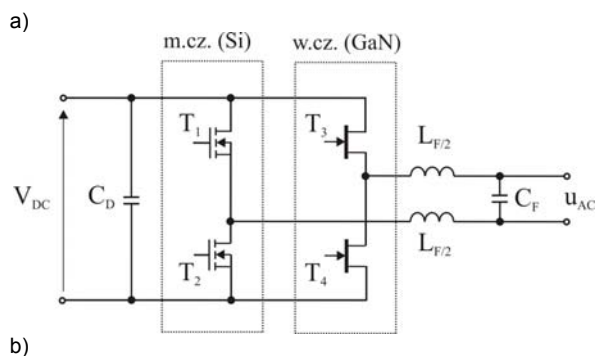 a)
m.cz. (Si) w.cz. (GaN)
T1 T3 LF/2
VDC CD CF uAC
T2 T4 LF/2
b)